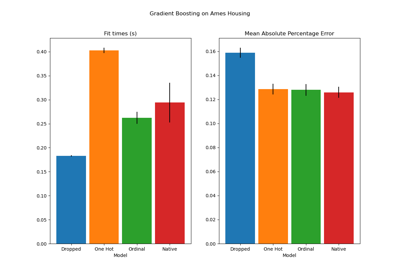 Gradient Boosting on Ames Housing
Fit times (s)
0.40
0.35
0.30
0.25
0.20
0.15
0.10
0.05
0.00
Dropped One Hot Ordinal Native
Model
Mean Absolute Percentage Error
0.16
0.14
0.12
0.10
0.08
0.06
0.04
0.02
0.00
Dropped One Hot Ordinal Native
Model